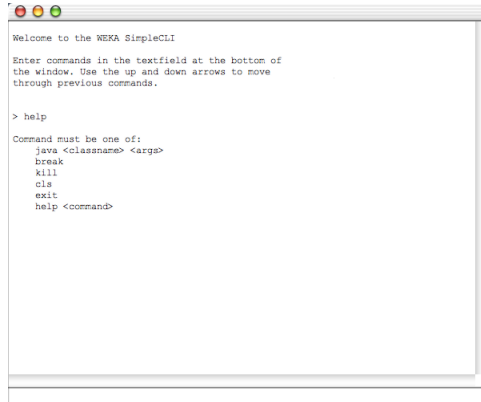 Welcome to the WEKA SimpleCLI
Enter commands in the textfield at the bottom of
the window. Use the up and down arrows to move
through previous commands.
> help
Command must be one of:
java <classname> <args>
break
kill
cls
exit
help <command>